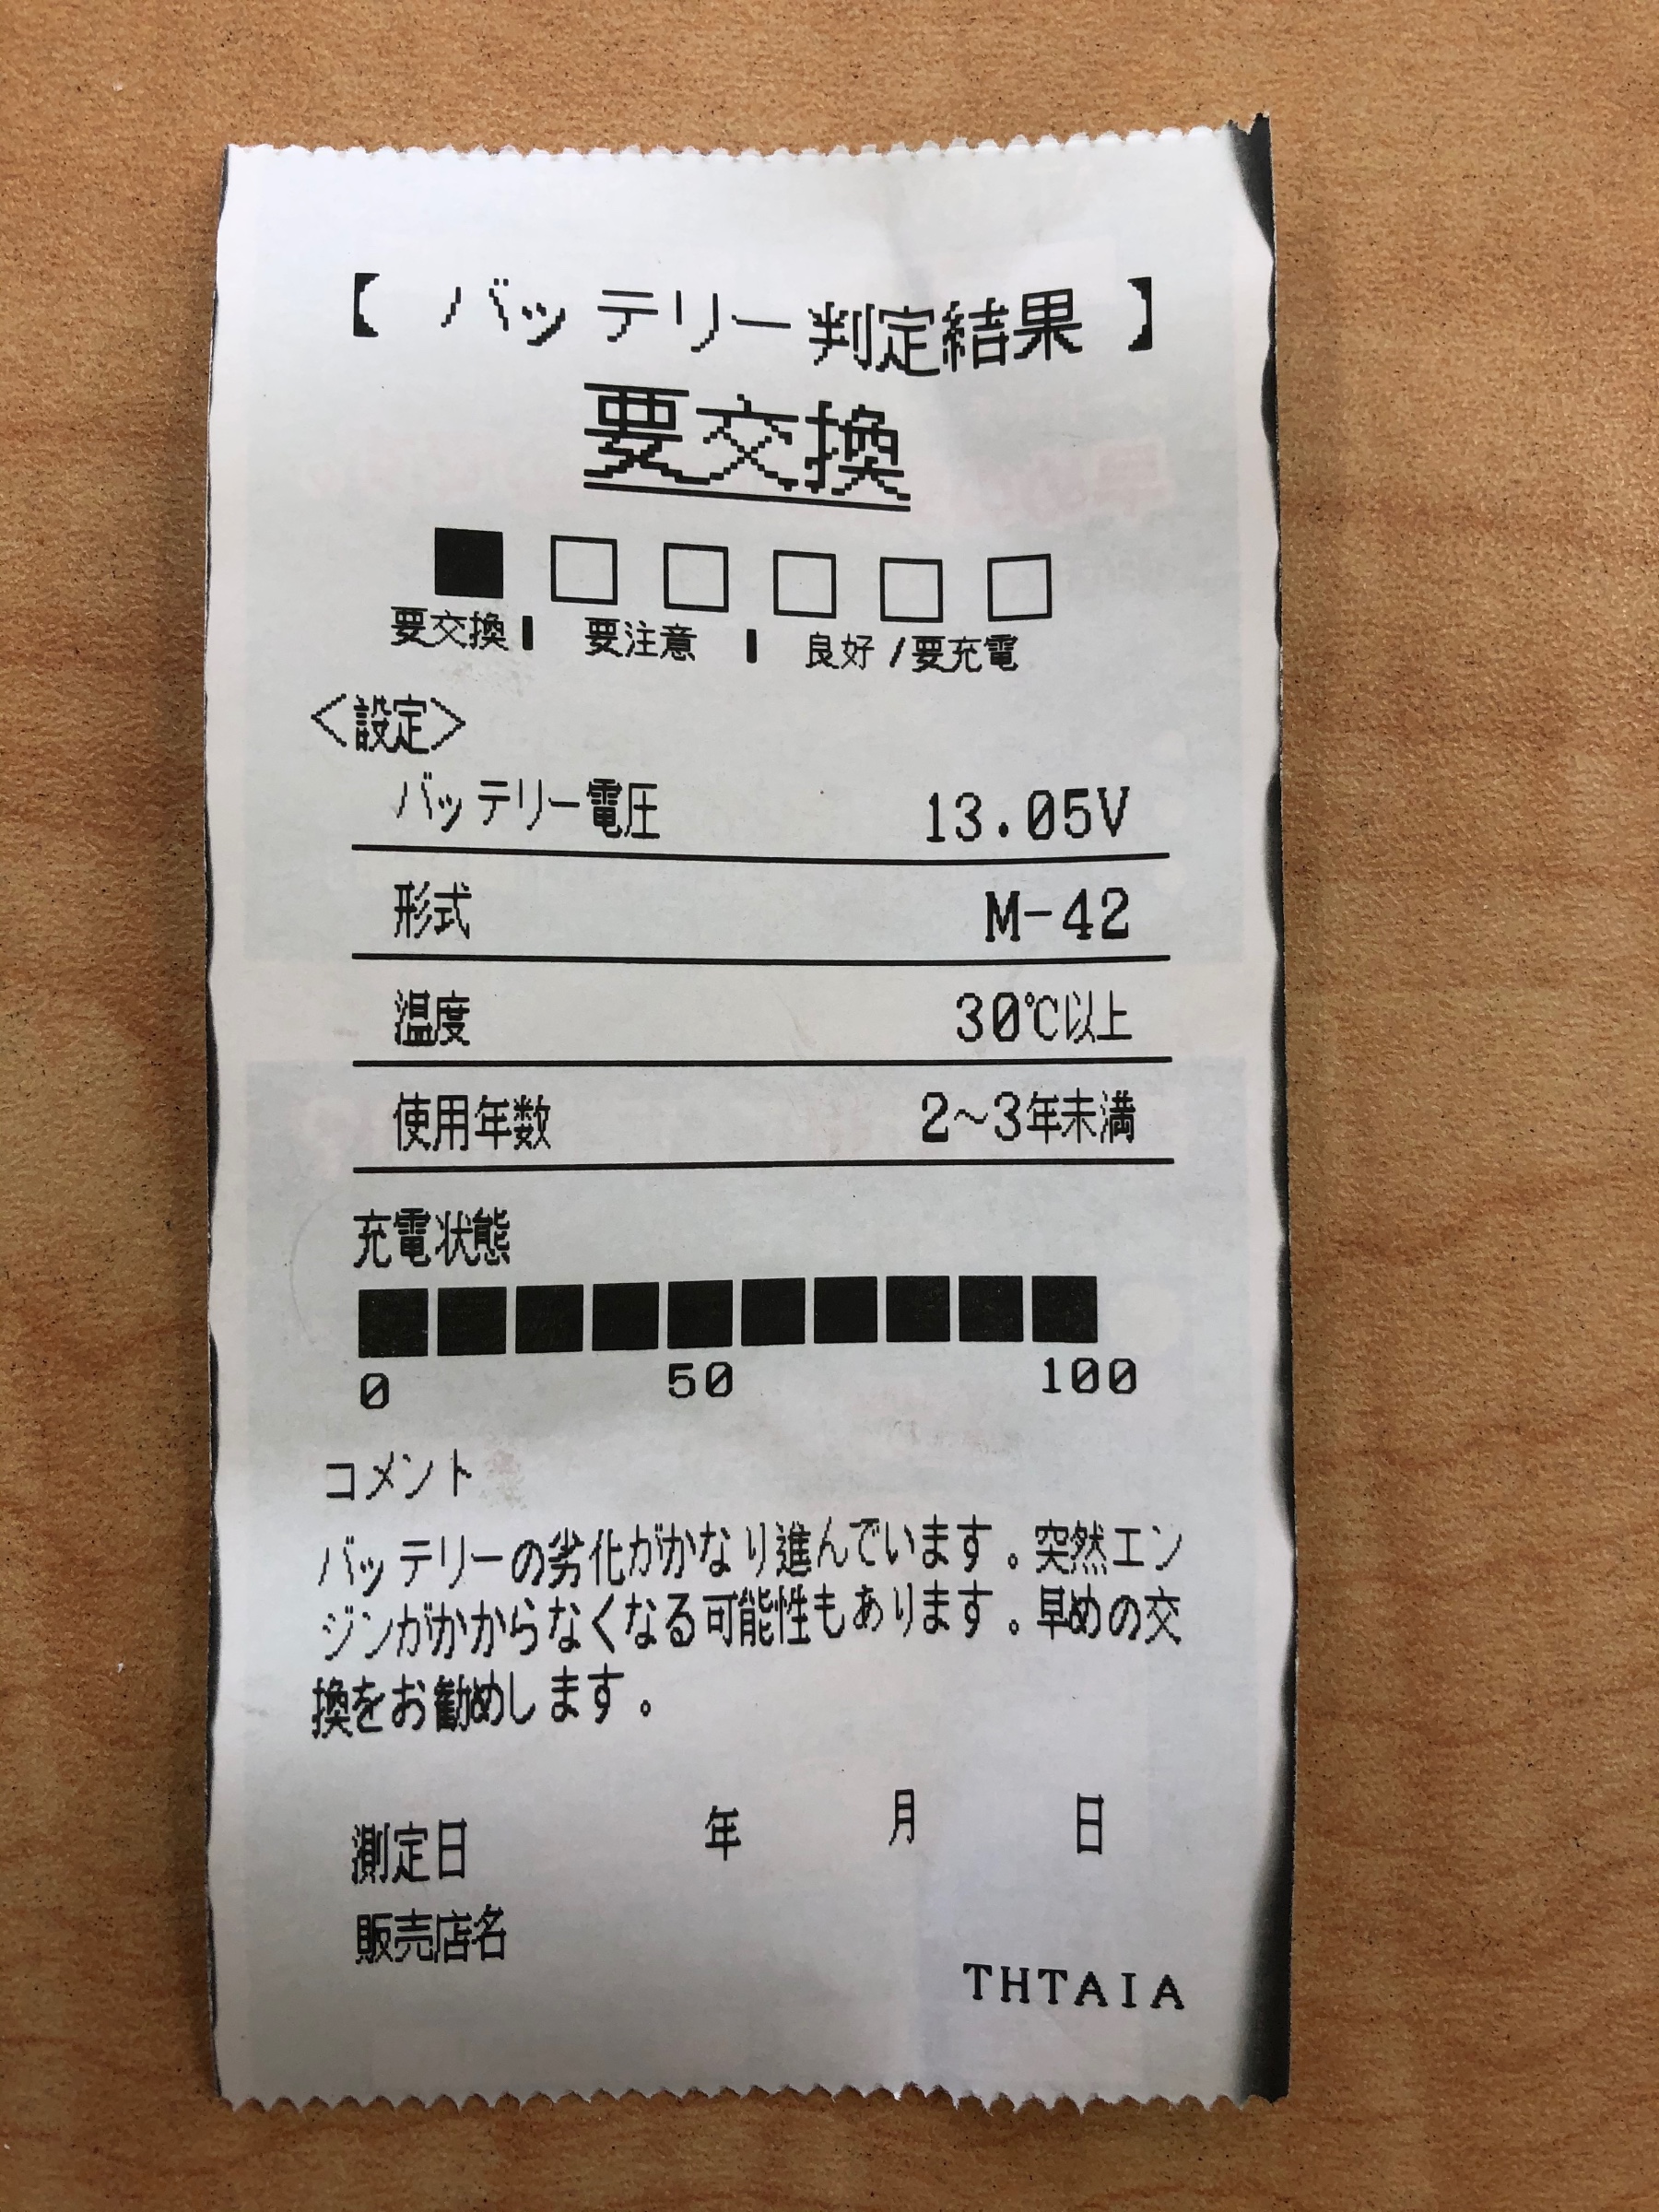 【 バッテリー判定結果 】
要交換
■ □ □ □ □ □
要交換 | 要注意 | 良好/要充電
<設定>
バッテリー電圧 13.05V
形式 M-42
温度 30℃以上
使用年数 2~3年未満
充電状態
0 50 100
コメント
バッテリーの劣化がかなり進んでいます。突然エン
ジンがかからなくなる可能性もあります。早めの交
換をお勧めします。
測定日 年 月 日
販売店名
THTAIA